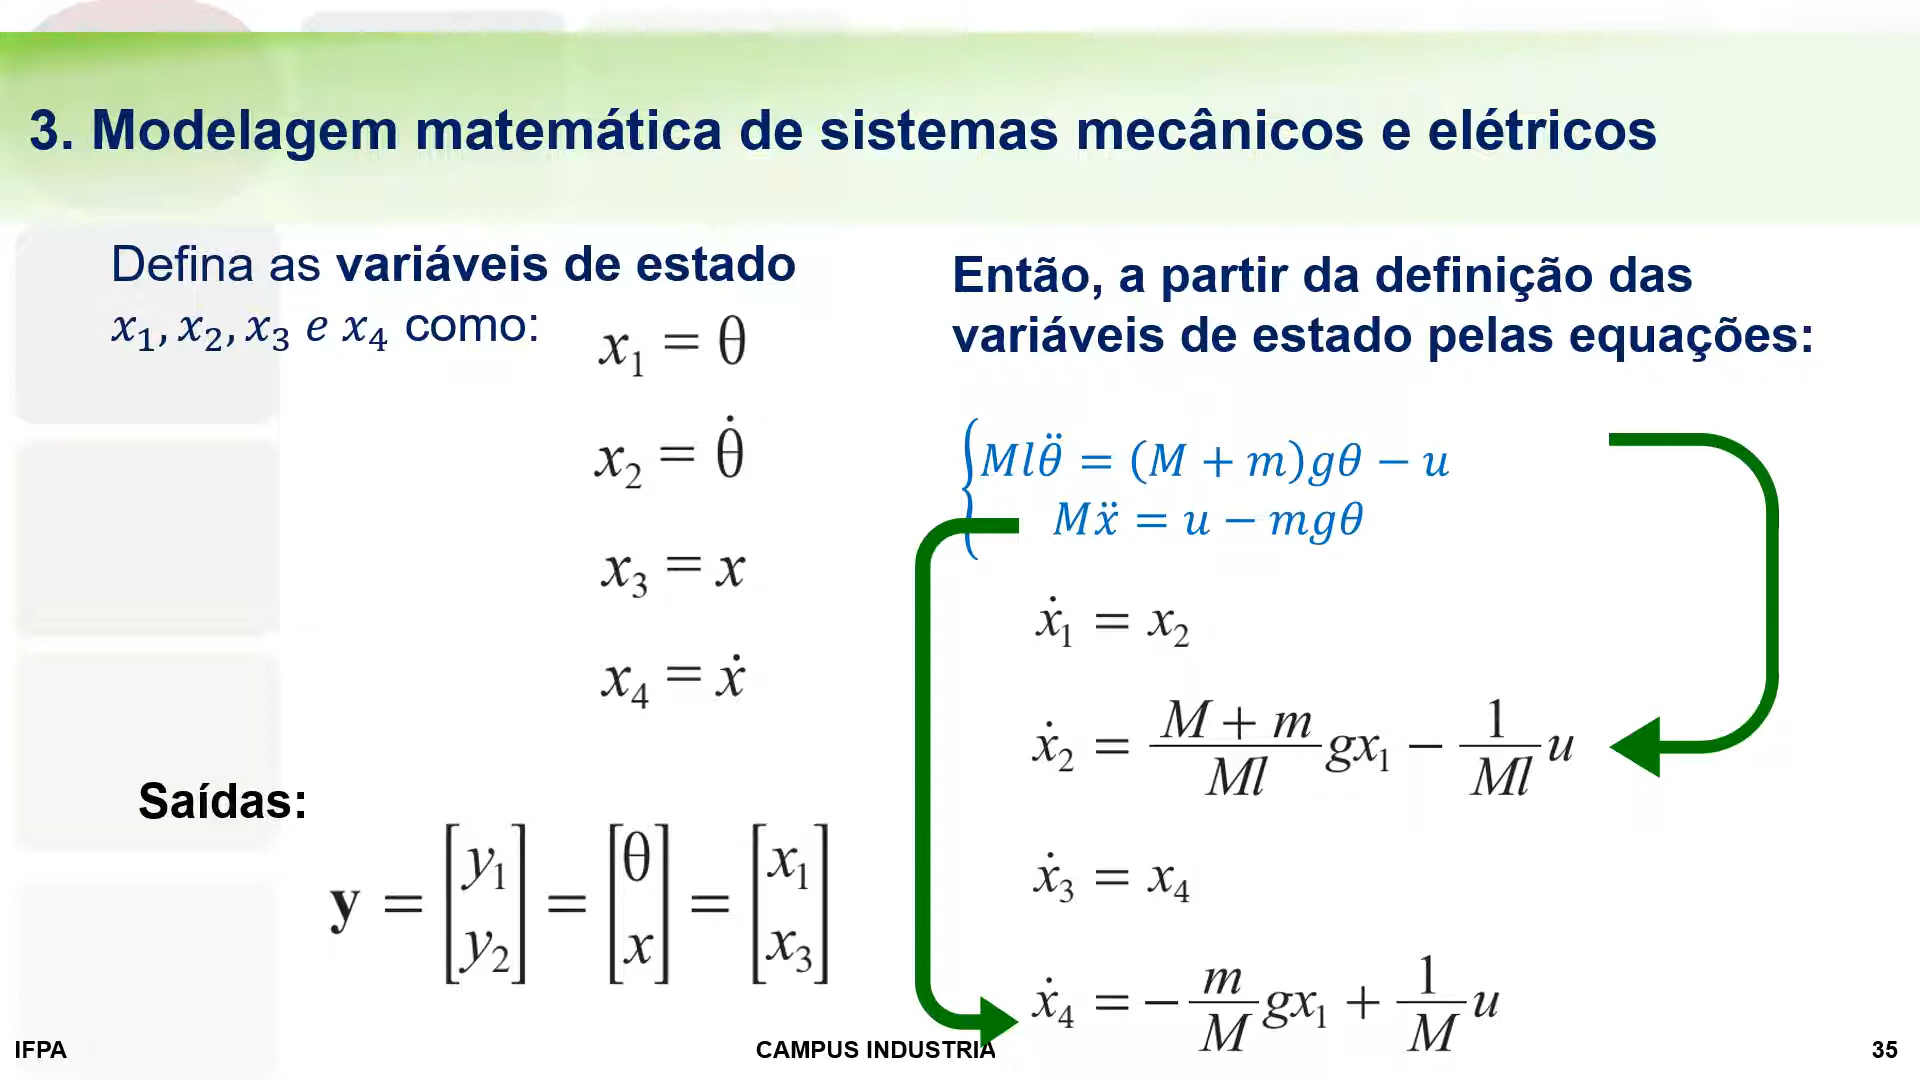 3. Modelagem matemática de sistemas mecânicos e elétricos
Defina as variáveis de estado
x₁, x₂, x₃ e x₄ como:
x₁ = θ
x₂ = θ̇
x₃ = x
x₄ = ẋ
Saídas:
y = [y₁ y₂] = [θ x] = [x₁ x₃]
Então, a partir da definição das
variáveis de estado pelas equações:
{Mlθ̈ = (M + m)gθ − u
Mẍ = u − mgθ
ẋ₁ = x₂
ẋ₂ = (M + m)/(Ml) gx₁ − 1/(Ml) u
ẋ₃ = x₄
ẋ₄ = − m/M gx₁ + 1/M u
IFPA
CAMPUS INDUSTRIA
35